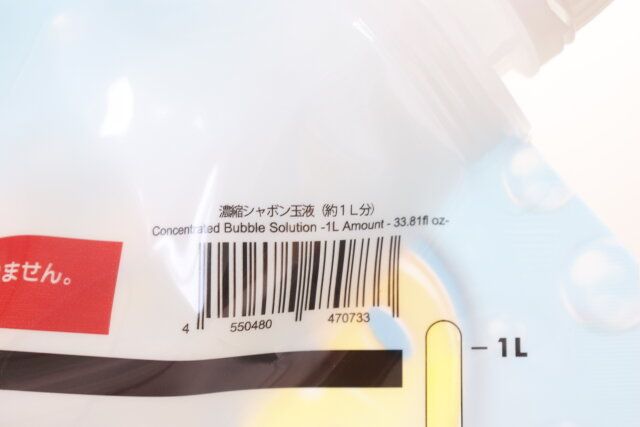 濃縮シャボン玉液（約１Ｌ分）
Concentrated Bubble Solution -1L Amount - 33.81fl oz-
ません。
4 550480 470733
1L